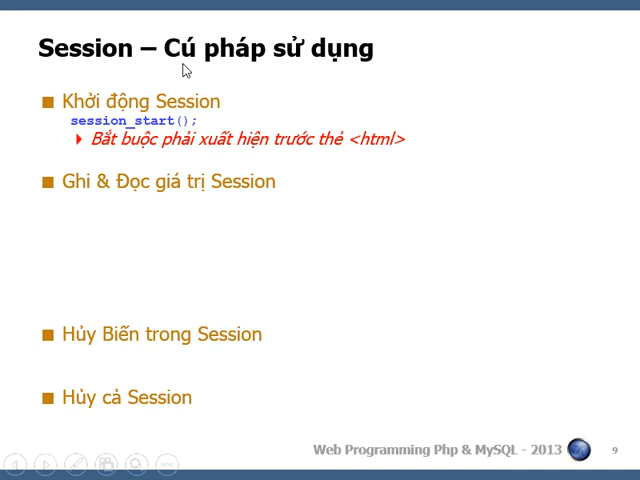 Session – Cú pháp sử dụng
Khởi động Session
session_start();
Bắt buộc phải xuất hiện trước thẻ <html>
Ghi & Đọc giá trị Session
Hủy Biến trong Session
Hủy cả Session
Web Programming Php & MySQL - 2013
9